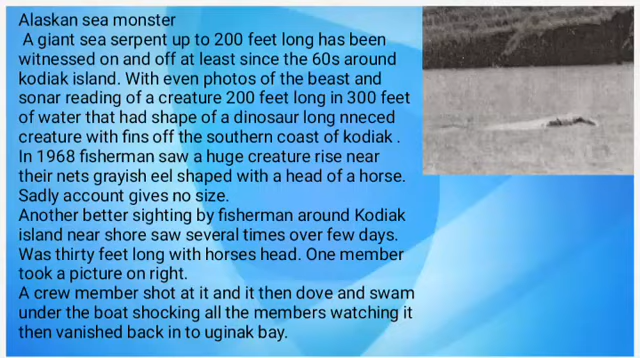 Alaskan sea monster
A giant sea serpent up to 200 feet long has been
witnessed on and off at least since the 60s around
kodiak island. With even photos of the beast and
sonar reading of a creature 200 feet long in 300 feet
of water that had shape of a dinosaur long nneced
creature with fins off the southern coast of kodiak .
In 1968 fisherman saw a huge creature rise near
their nets grayish eel shaped with a head of a horse.
Sadly account gives no size.
Another better sighting by fisherman around Kodiak
island near shore saw several times over few days.
Was thirty feet long with horses head. One member
took a picture on right.
A crew member shot at it and it then dove and swam
under the boat shocking all the members watching it
then vanished back in to uginak bay.